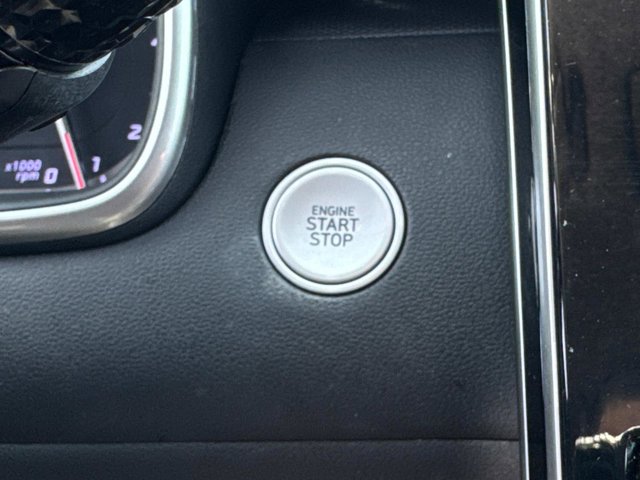 2
x1000
rpm
0
1
ENGINE
START
STOP